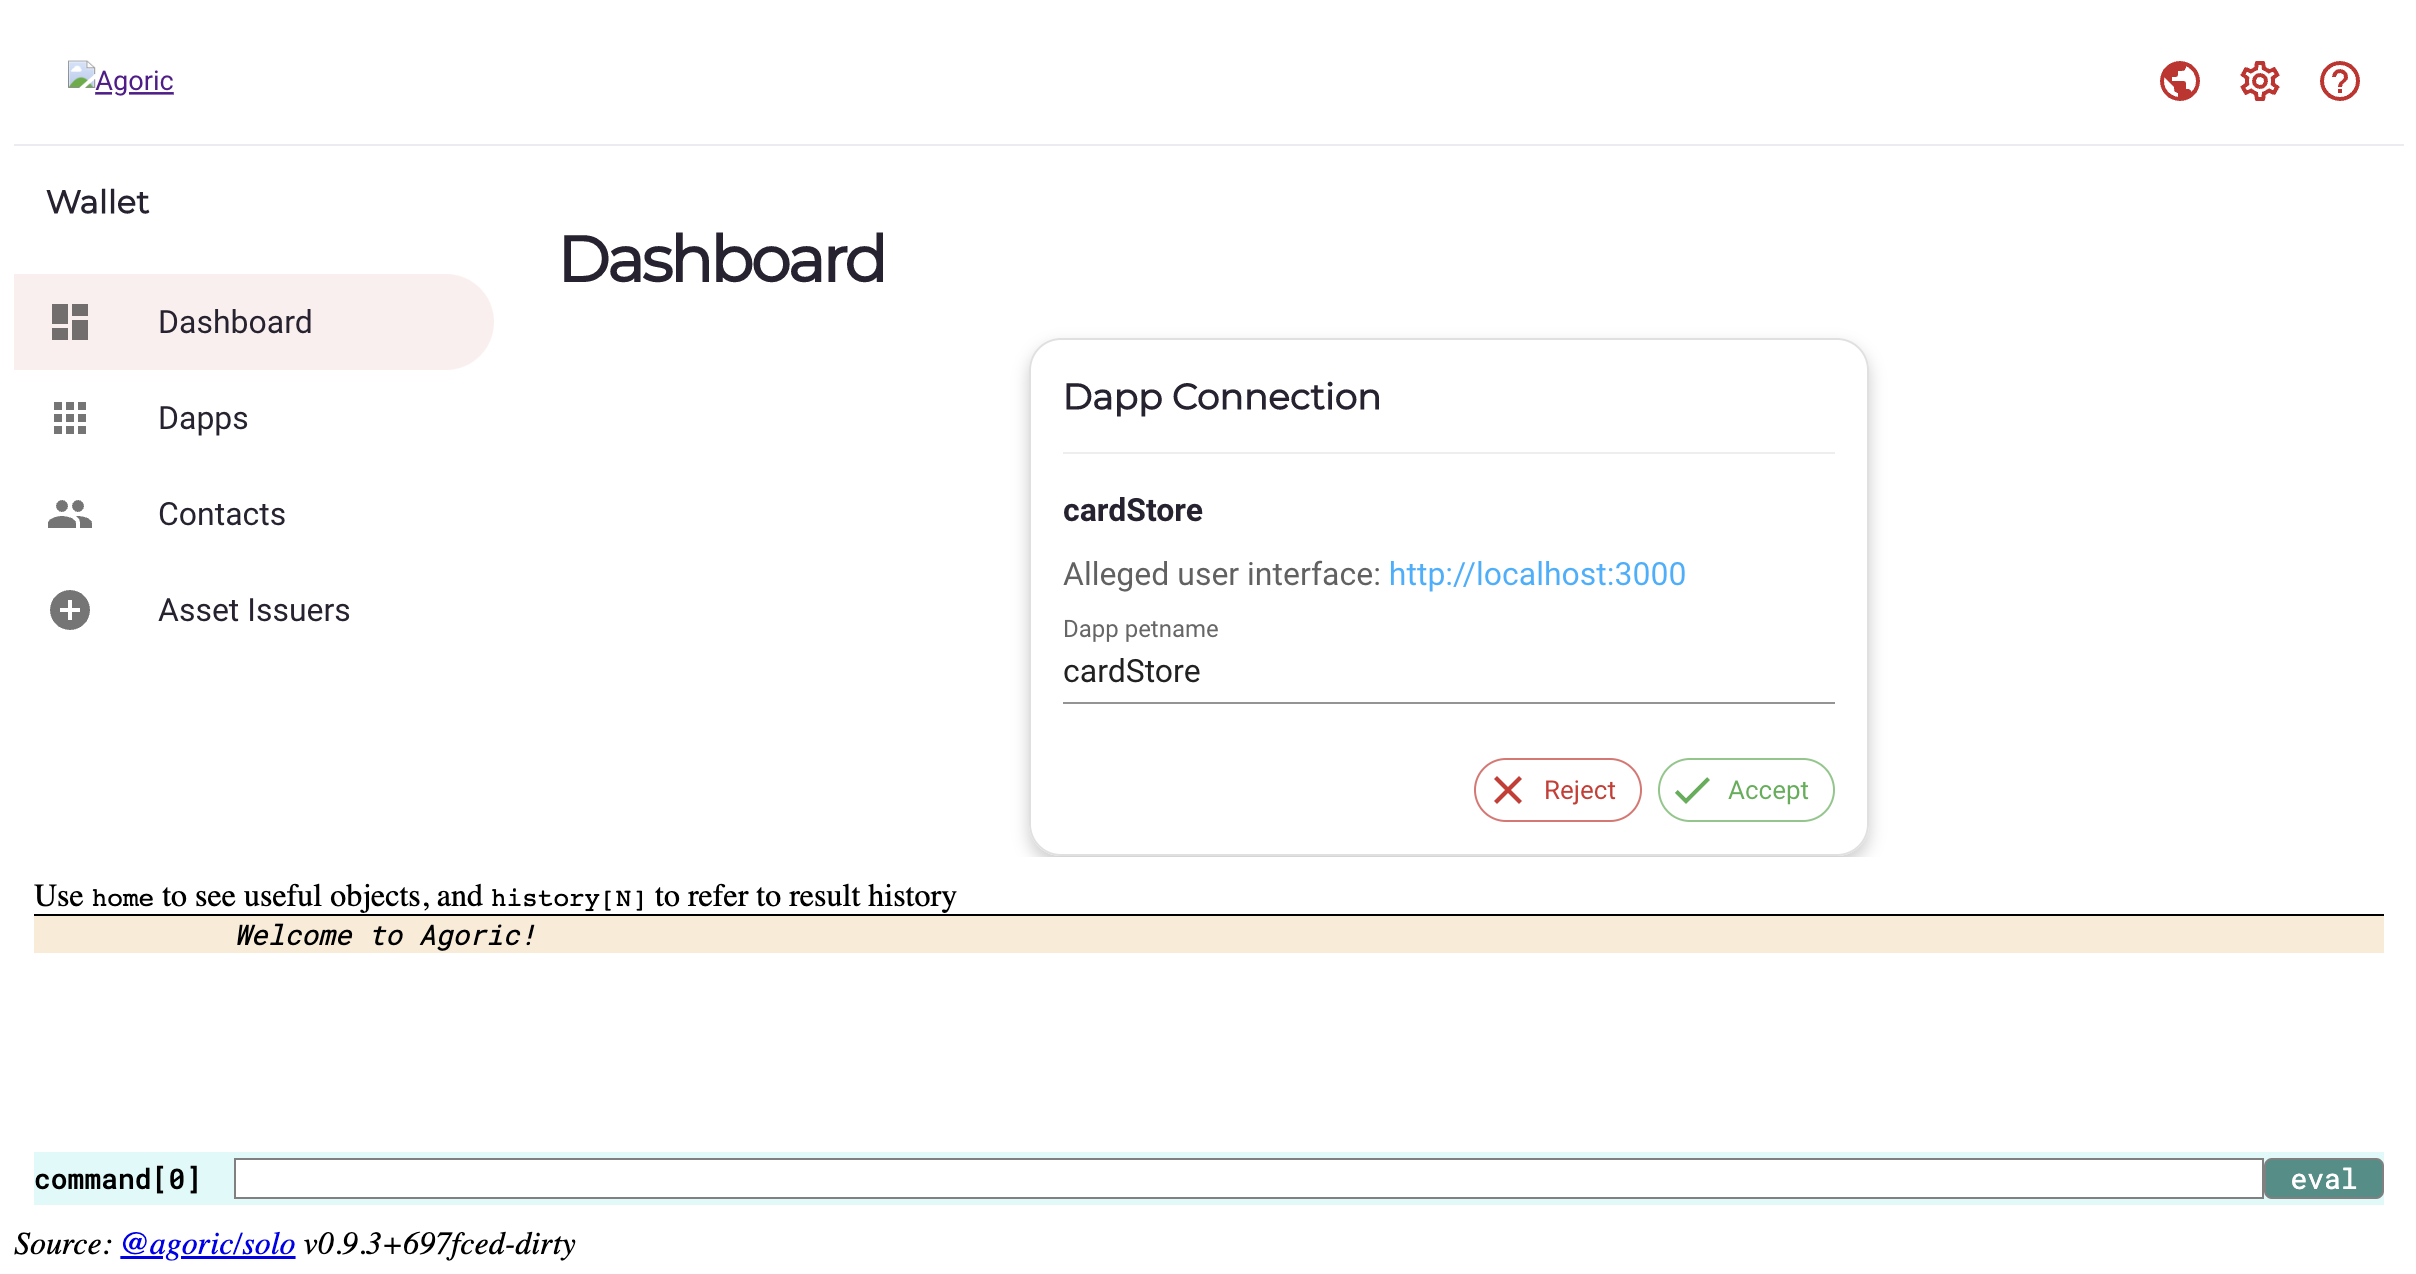 Agoric
Wallet
Dashboard
Dapps
Contacts
Asset Issuers
Dashboard
Dapp Connection
cardStore
Alleged user interface: http://localhost:3000
Dapp petname
cardStore
Reject
Accept
Use home to see useful objects, and history[N] to refer to result history
Welcome to Agoric!
command[0]
eval
Source: @agoric/solo v0.9.3+697fced-dirty